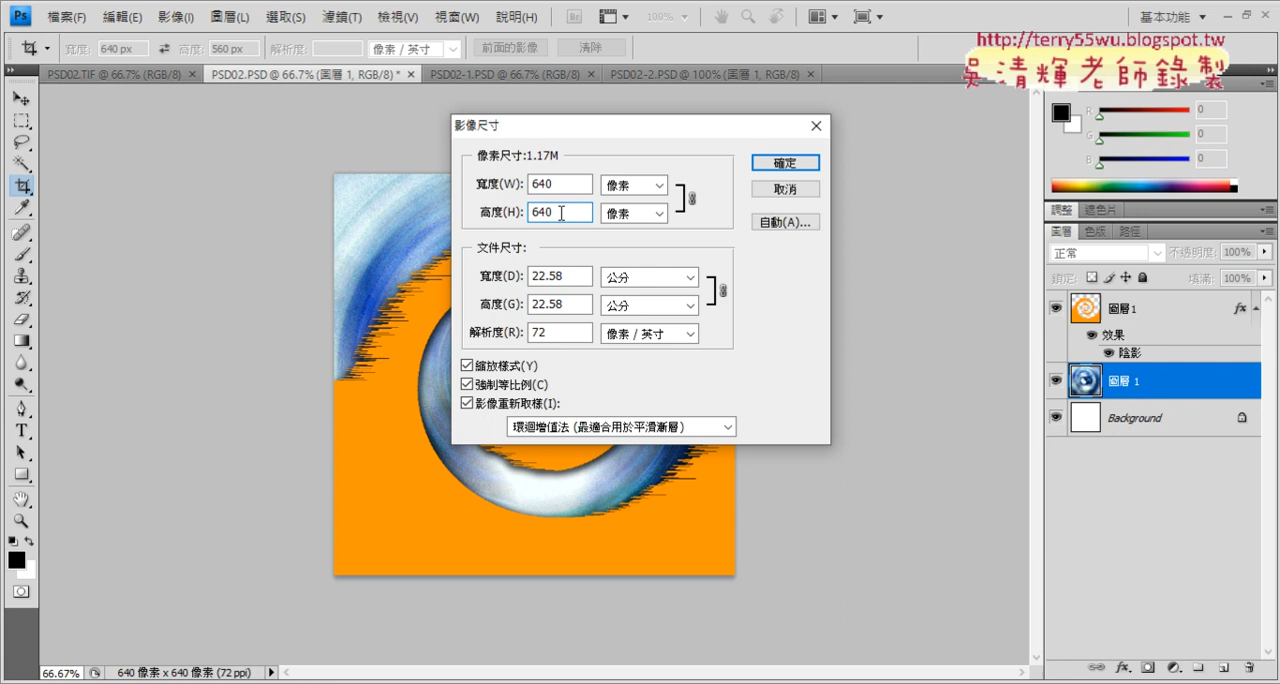 Ps 檔案(F) 編輯(E) 影像(I) 圖層(L) 選取(S) 濾鏡(T) 檢視(V) 視窗(W) 說明(H) Br 100% 基本功能
http://terry55wu.blogspot.tw
吳清輝老師錄製
寬度: 640 px 高度: 560 px 解析度: 像素 / 英寸 前面的影像 清除
PSD02.TIF @ 66.7% (RGB/8) × PSD02.PSD @ 66.7% (圖層 1, RGB/8) * × PSD02-1.PSD @ 66.7% (RGB/8) × PSD02-2.PSD @ 100% (圖層 1, RGB/8) ×
影像尺寸
像素尺寸:1.17M
寬度(W): 640 像素
高度(H): 640 像素
文件尺寸:
寬度(D): 22.58 公分
高度(G): 22.58 公分
解析度(R): 72 像素 / 英寸
縮放樣式(Y)
強制等比例(C)
影像重新取樣(I):
環迴增值法 (最適合用於平滑漸層)
確定
取消
自動(A)...
R 0
G 0
B 0
調整 遮色片
圖層 色版 路徑
正常 不透明度: 100%
鎖定: 填滿: 100%
圖層1 fx
效果
陰影
圖層 1
Background
66.67% 640 像素 x 640 像素 (72 ppi)